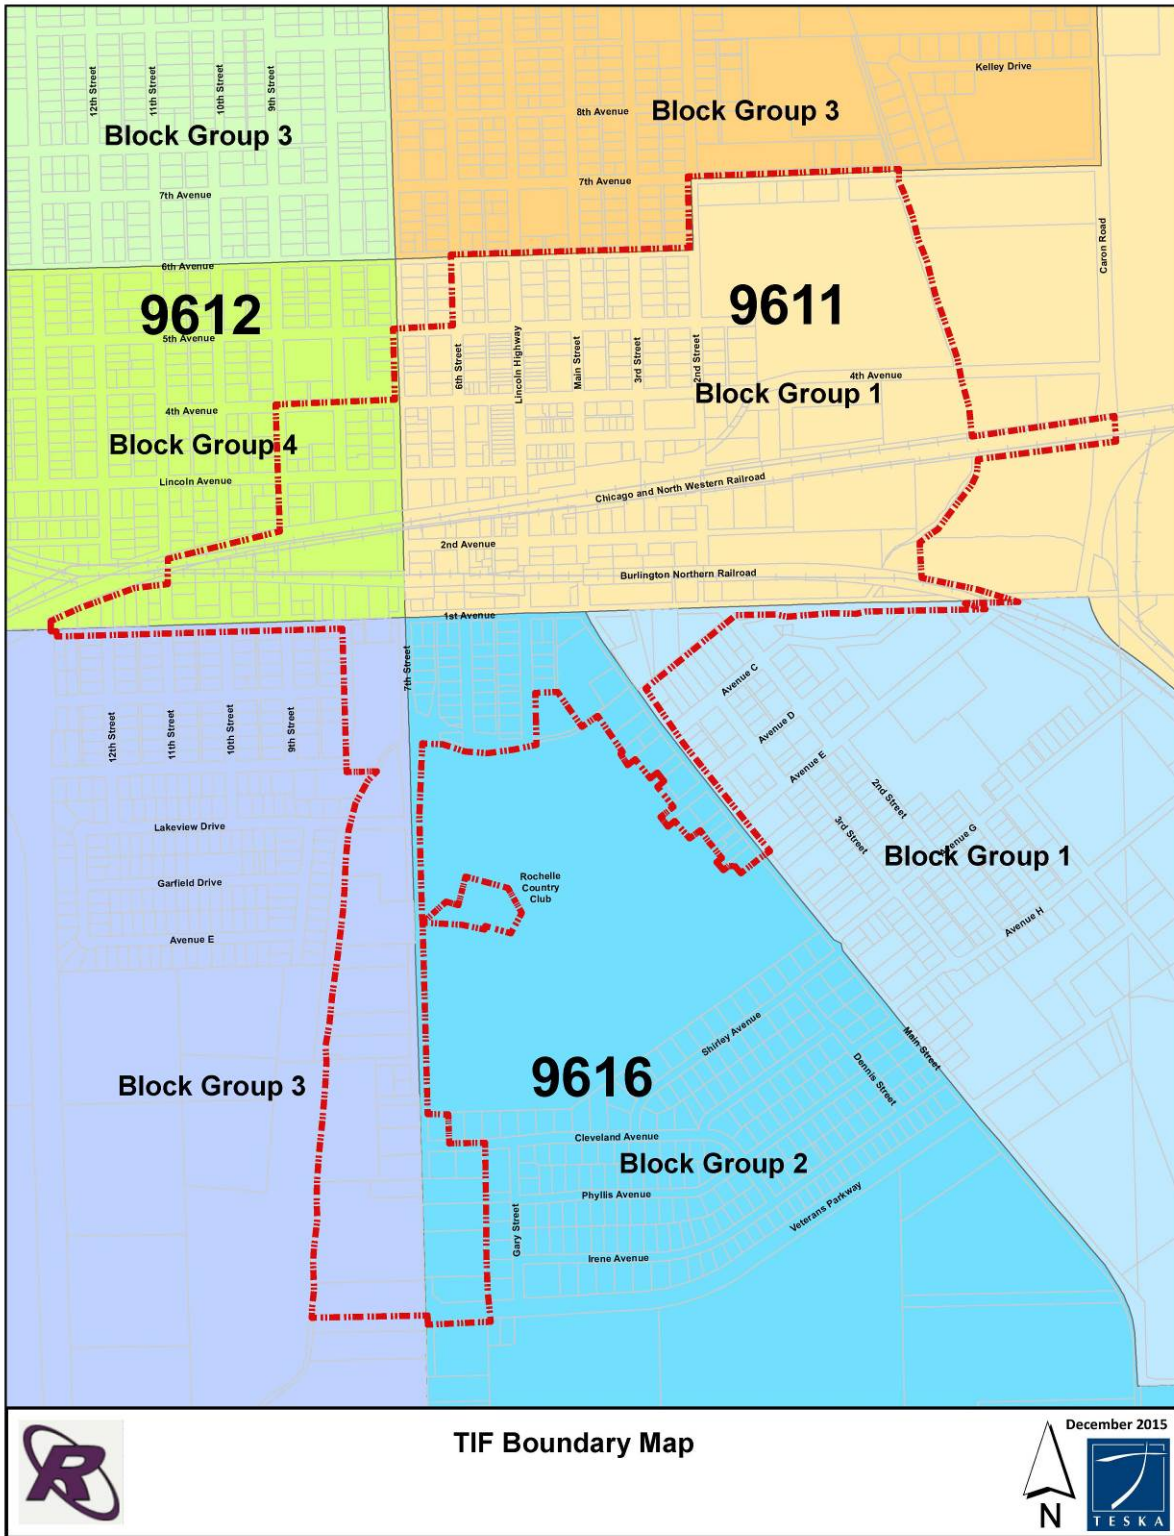 Kelley Drive
12th Street
11th Street
10th Street
9th Street
8th Avenue
Block Group 3
Block Group 3
7th Avenue
7th Avenue
Caron Road
6th Avenue
9612
9611
5th Avenue
6th Street
Lincoln Highway
Main Street
3rd Street
2nd Street
4th Avenue
Block Group 1
4th Avenue
Block Group 4
Lincoln Avenue
Chicago and North Western Railroad
2nd Avenue
Burlington Northern Railroad
1st Avenue
7th Street
Avenue C
12th Street
11th Street
10th Street
9th Street
Avenue D
Avenue E
2nd Street
3rd Street
Lakeview Drive
Avenue G
Block Group 1
Garfield Drive
Rochelle
Country
Club
Avenue H
Avenue E
Shirley Avenue
Main Street
Dennis Street
9616
Block Group 3
Cleveland Avenue
Block Group 2
Phyllis Avenue
Veterans Parkway
Gary Street
Irene Avenue
R
TIF Boundary Map
December 2015
N
TESKA